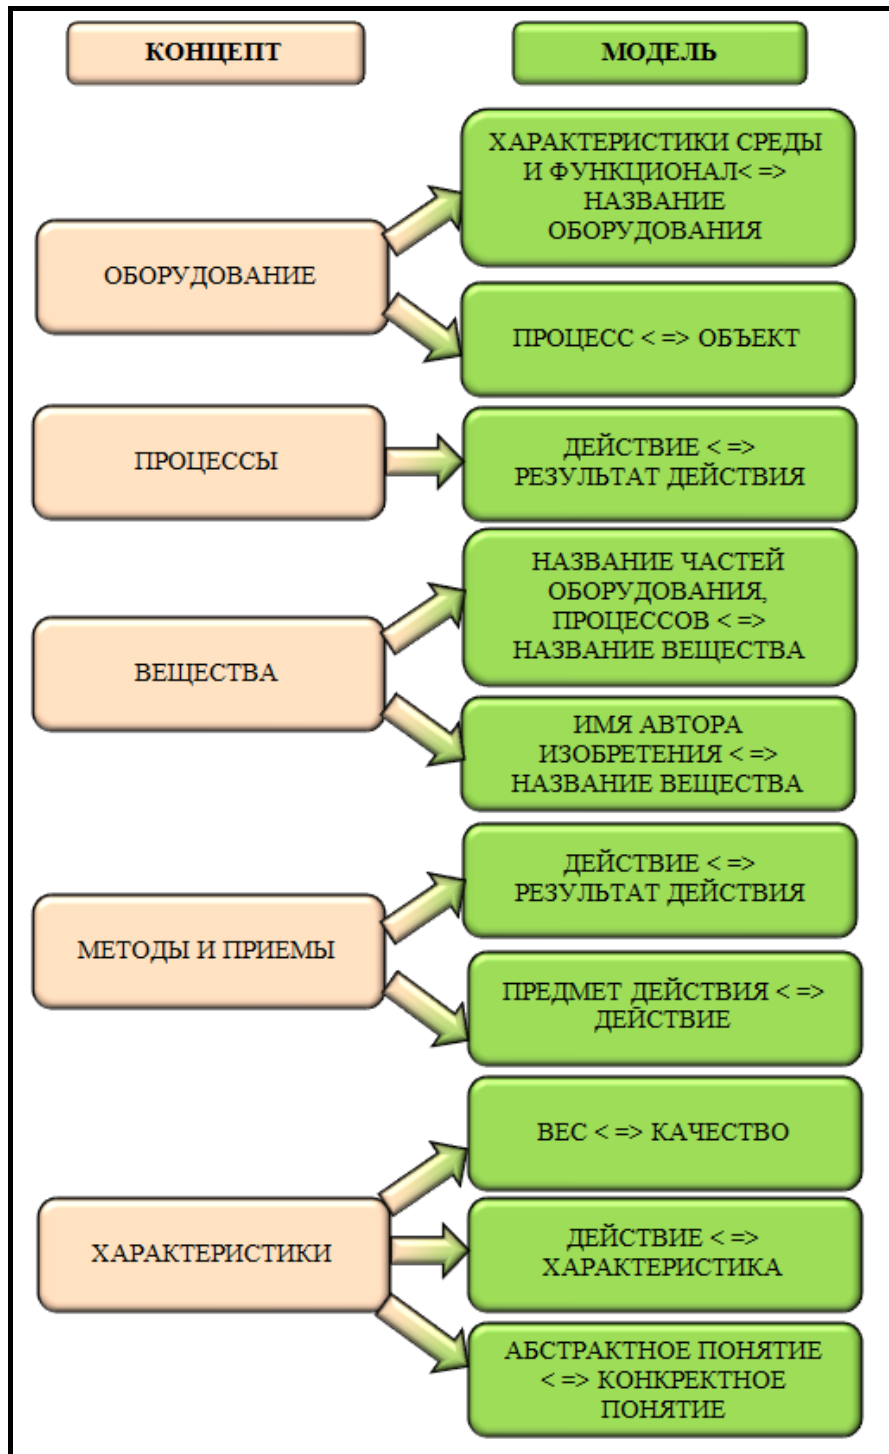 КОНЦЕПТ
МОДЕЛЬ
ОБОРУДОВАНИЕ
ХАРАКТЕРИСТИКИ СРЕДЫ
И ФУНКЦИОНАЛ< =>
НАЗВАНИЕ
ОБОРУДОВАНИЯ
ПРОЦЕСС < => ОБЪЕКТ
ПРОЦЕССЫ
ДЕЙСТВИЕ < =>
РЕЗУЛЬТАТ ДЕЙСТВИЯ
ВЕЩЕСТВА
НАЗВАНИЕ ЧАСТЕЙ
ОБОРУДОВАНИЯ,
ПРОЦЕССОВ < =>
НАЗВАНИЕ ВЕЩЕСТВА
ИМЯ АВТОРА
ИЗОБРЕТЕНИЯ < =>
НАЗВАНИЕ ВЕЩЕСТВА
МЕТОДЫ И ПРИЕМЫ
ДЕЙСТВИЕ < =>
РЕЗУЛЬТАТ ДЕЙСТВИЯ
ПРЕДМЕТ ДЕЙСТВИЯ < =>
ДЕЙСТВИЕ
ХАРАКТЕРИСТИКИ
ВЕС < => КАЧЕСТВО
ДЕЙСТВИЕ < =>
ХАРАКТЕРИСТИКА
АБСТРАКТНОЕ ПОНЯТИЕ
< => КОНКРЕТНОЕ
ПОНЯТИЕ